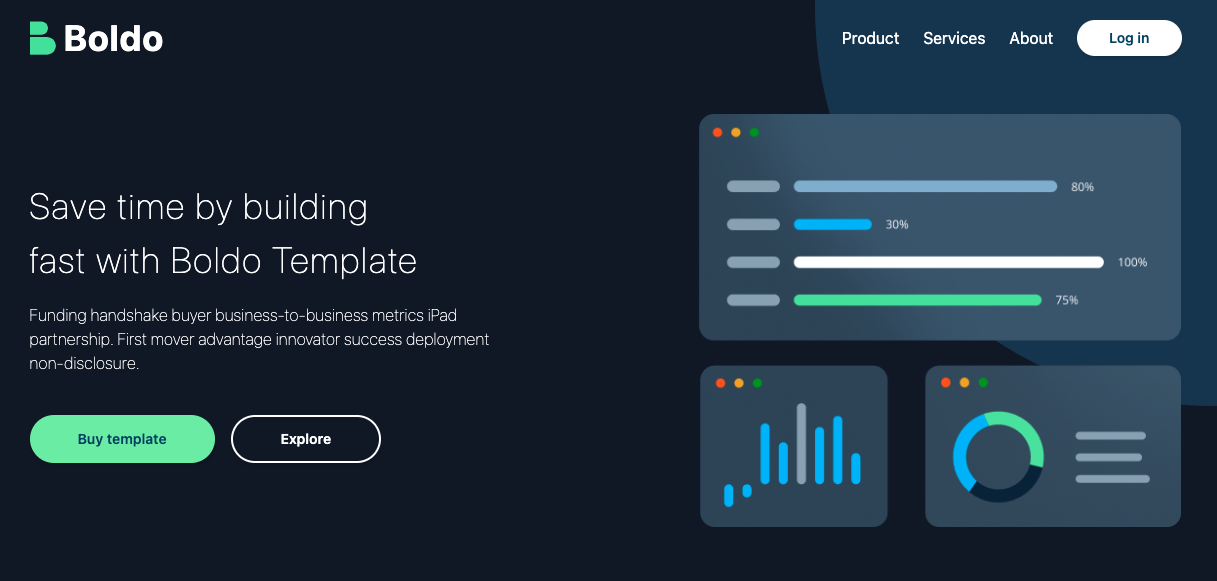 Boldo
Product Services About Log in
Save time by building
fast with Boldo Template
Funding handshake buyer business-to-business metrics iPad
partnership. First mover advantage innovator success deployment
non-disclosure.
Buy template Explore
80%
30%
100%
75%